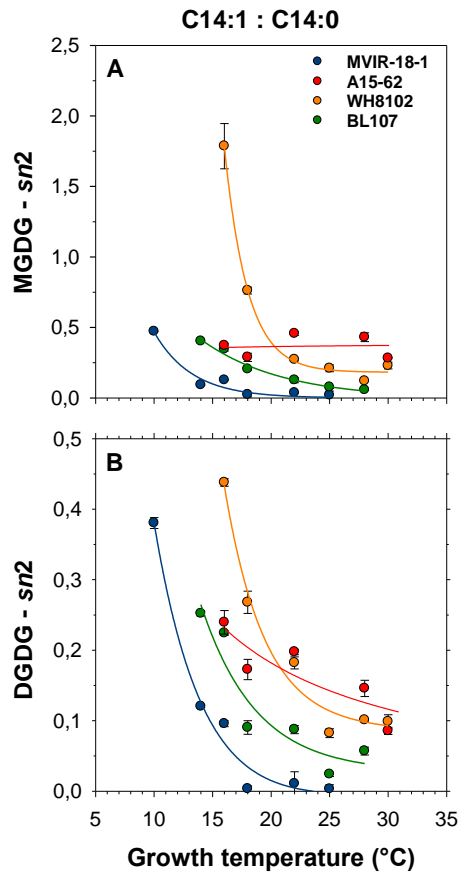 C14:1 : C14:0
A
MVIR-18-1
A15-62
WH8102
BL107
MGDG - sn2
2,5
2,0
1,5
1,0
0,5
0,0
B
DGDG - sn2
0,5
0,4
0,3
0,2
0,1
0,0
5 10 15 20 25 30 35
Growth temperature (°C)